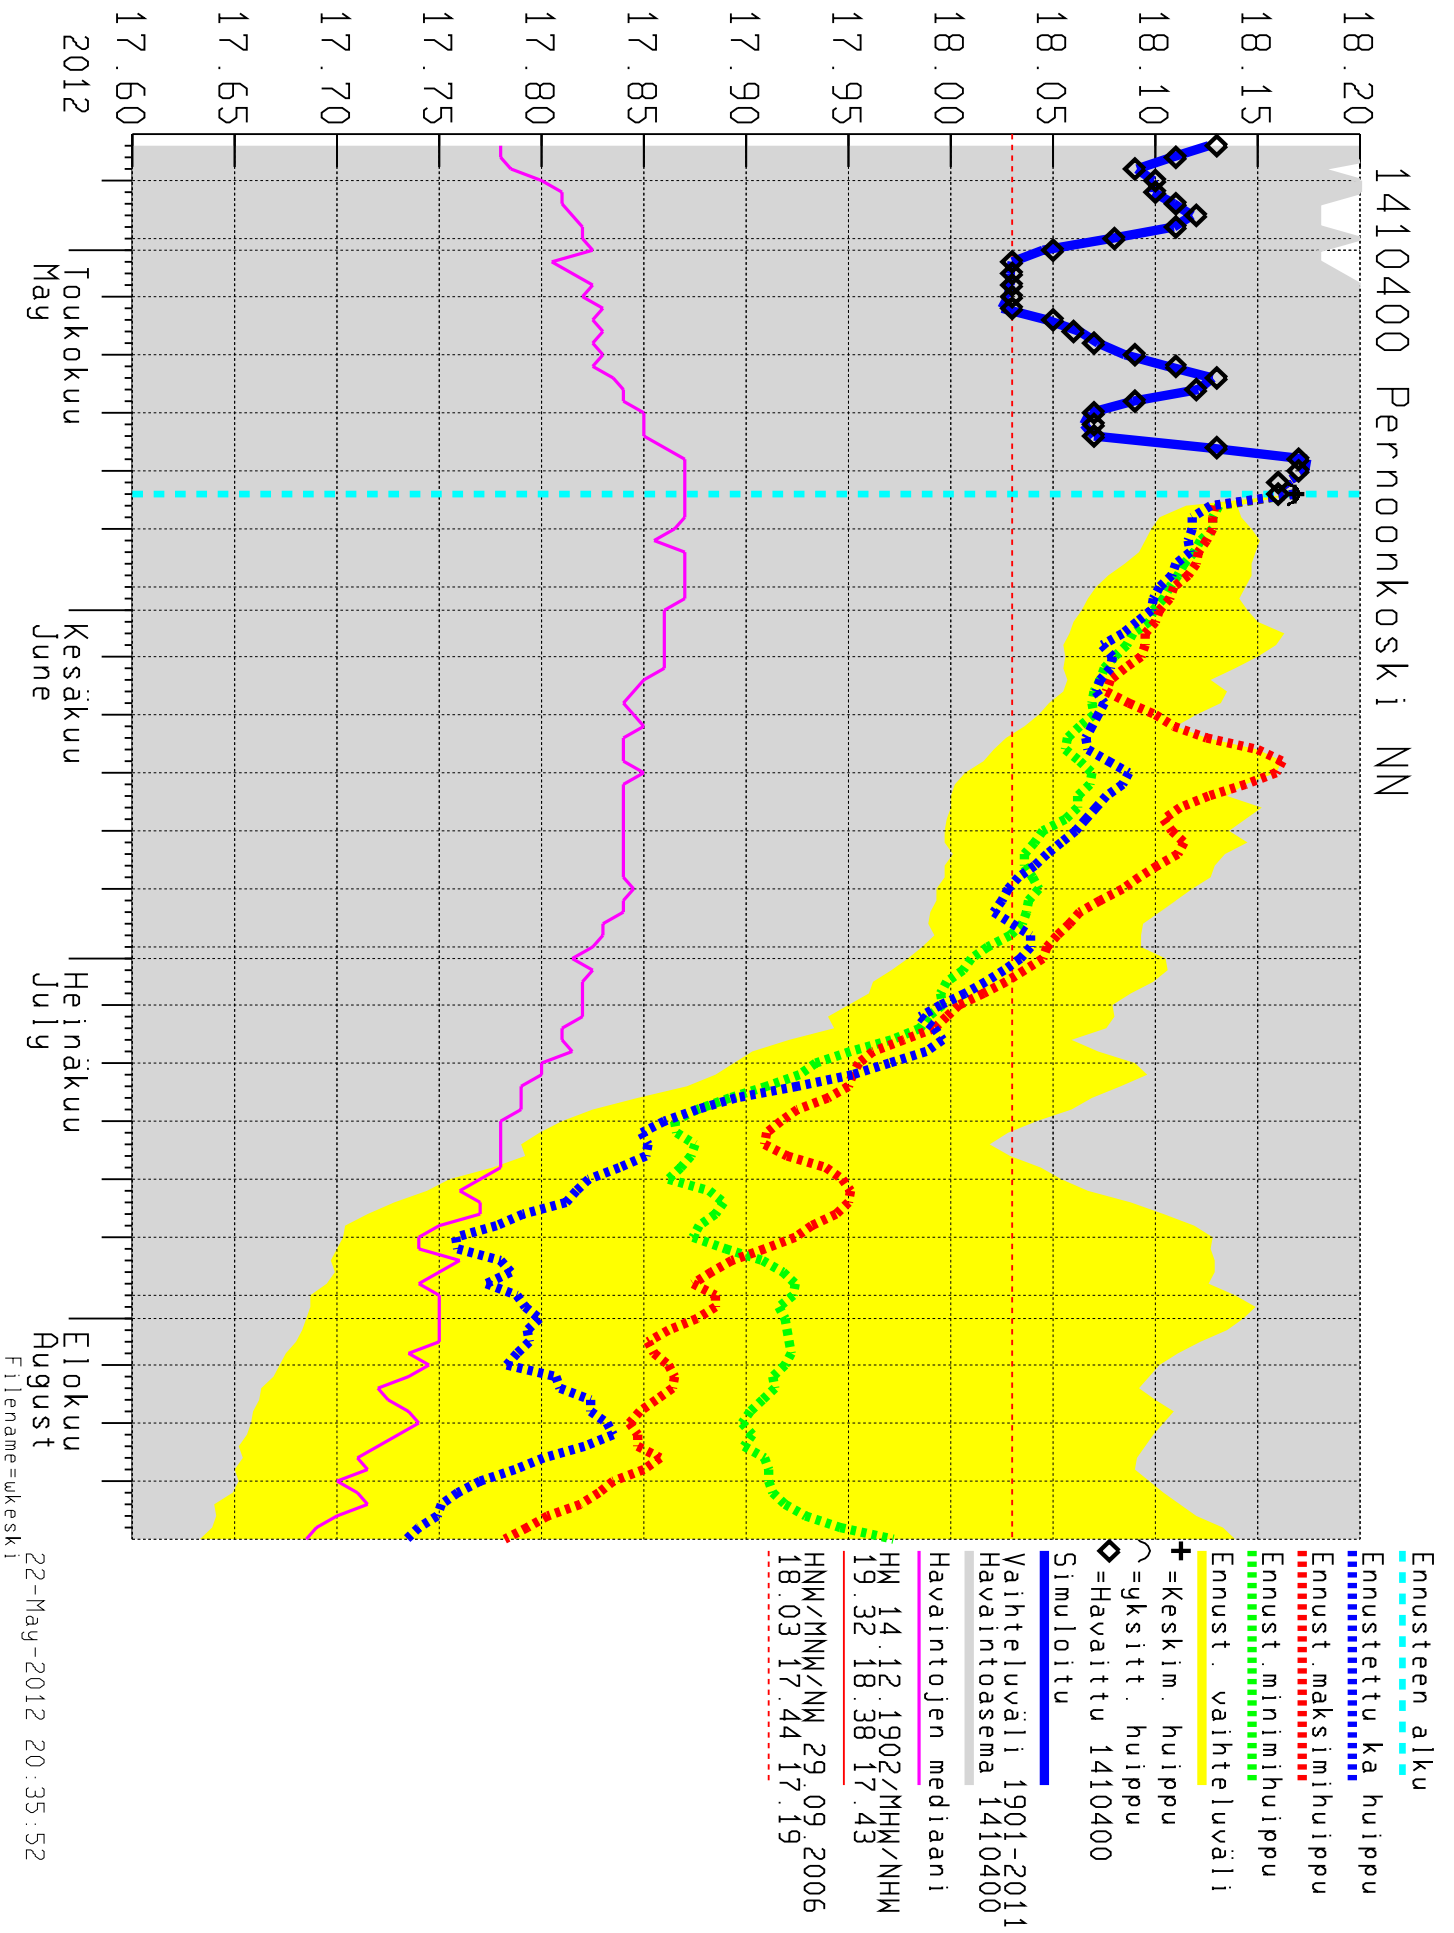 1410400 Pernoonkoski NN
18.20
18.15
18.10
18.05
18.00
17.95
17.90
17.85
17.80
17.75
17.70
17.65
17.60
2012
Toukokuu
May
Kesäkuu
June
Heinäkuu
July
Elokuu
August
Ennusteen alku
Ennustettu ka huippu
Ennust.maksimihuippu
Ennust.minimihuippu
Ennust. vaihteluväli
=Keskim. huippu
=yksitt. huippu
=Havaittu 1410400
Simuloitu
Vaihteluväli 1901-2011
Havaintoasema 1410400
Havaintojen mediaani
HW 14.12.1902/MHW/NHW
19.32 18.38 17.43
HNW/MNW/NW 29.09.2006
18.03 17.44 17.19
Filename=wkeski
22-May-2012 20:35:52